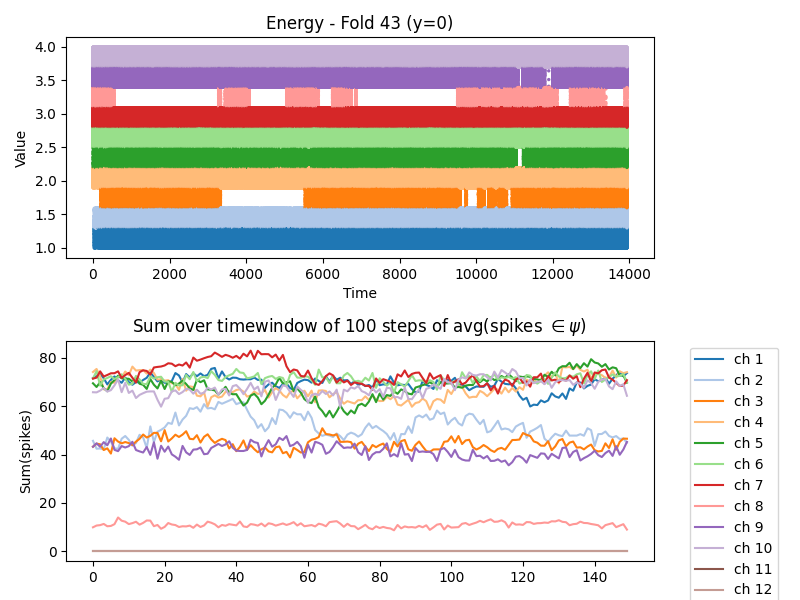 Energy - Fold 43 (y=0)
4.0
3.5
3.0
2.5
2.0
1.5
1.0
Value
0 2000 4000 6000 8000 10000 12000 14000
Time
Sum over timewindow of 100 steps of avg(spikes ∈ψ)
80
60
40
20
0
Sum(spikes)
0 20 40 60 80 100 120 140
ch 1
ch 2
ch 3
ch 4
ch 5
ch 6
ch 7
ch 8
ch 9
ch 10
ch 11
ch 12